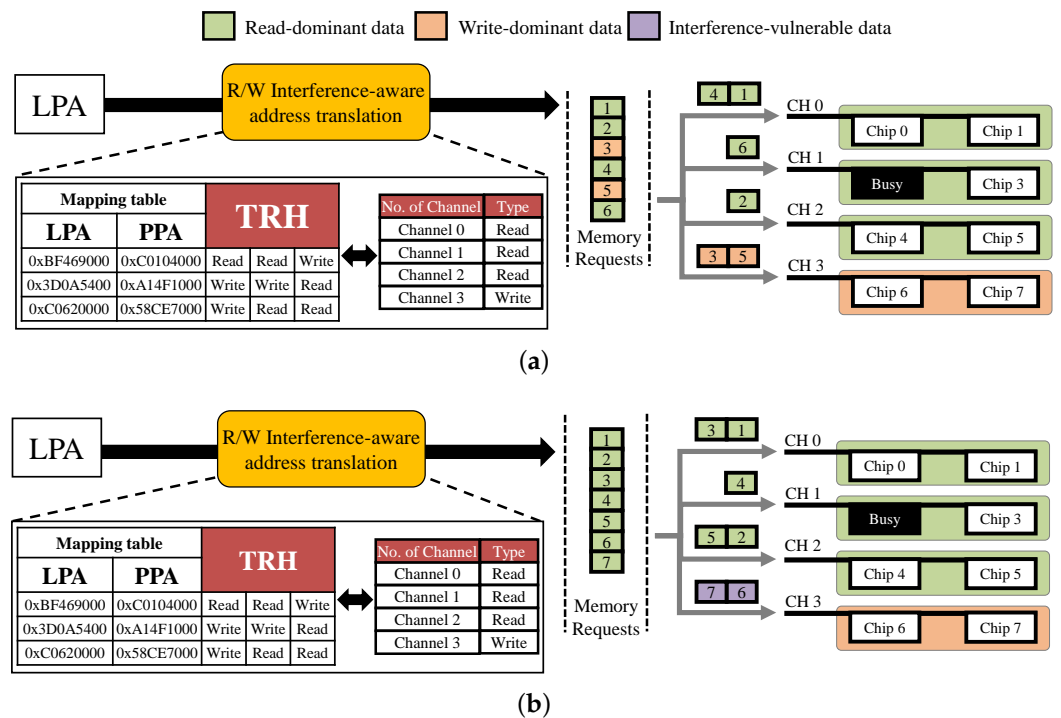 Read-dominant data Write-dominant data Interference-vulnerable data
LPA
R/W Interference-aware
address translation
Mapping table TRH
LPA PPA
0xBF469000 0xC0104000 Read Read Write
0x3D0A5400 0xA14F1000 Write Write Read
0xC0620000 0x58CE7000 Write Read Read
No. of Channel Type
Channel 0 Read
Channel 1 Read
Channel 2 Read
Channel 3 Write
1
2
3
4
5
6
Memory
Requests
4 1
CH 0
Chip 0 Chip 1
6
CH 1
Busy Chip 3
2
CH 2
Chip 4 Chip 5
3 5
CH 3
Chip 6 Chip 7
(a)
LPA
R/W Interference-aware
address translation
Mapping table TRH
LPA PPA
0xBF469000 0xC0104000 Read Read Write
0x3D0A5400 0xA14F1000 Write Write Read
0xC0620000 0x58CE7000 Write Read Read
No. of Channel Type
Channel 0 Read
Channel 1 Read
Channel 2 Read
Channel 3 Write
1
2
3
4
5
6
7
Memory
Requests
3 1
CH 0
Chip 0 Chip 1
4
CH 1
Busy Chip 3
5 2
CH 2
Chip 4 Chip 5
7 6
CH 3
Chip 6 Chip 7
(b)